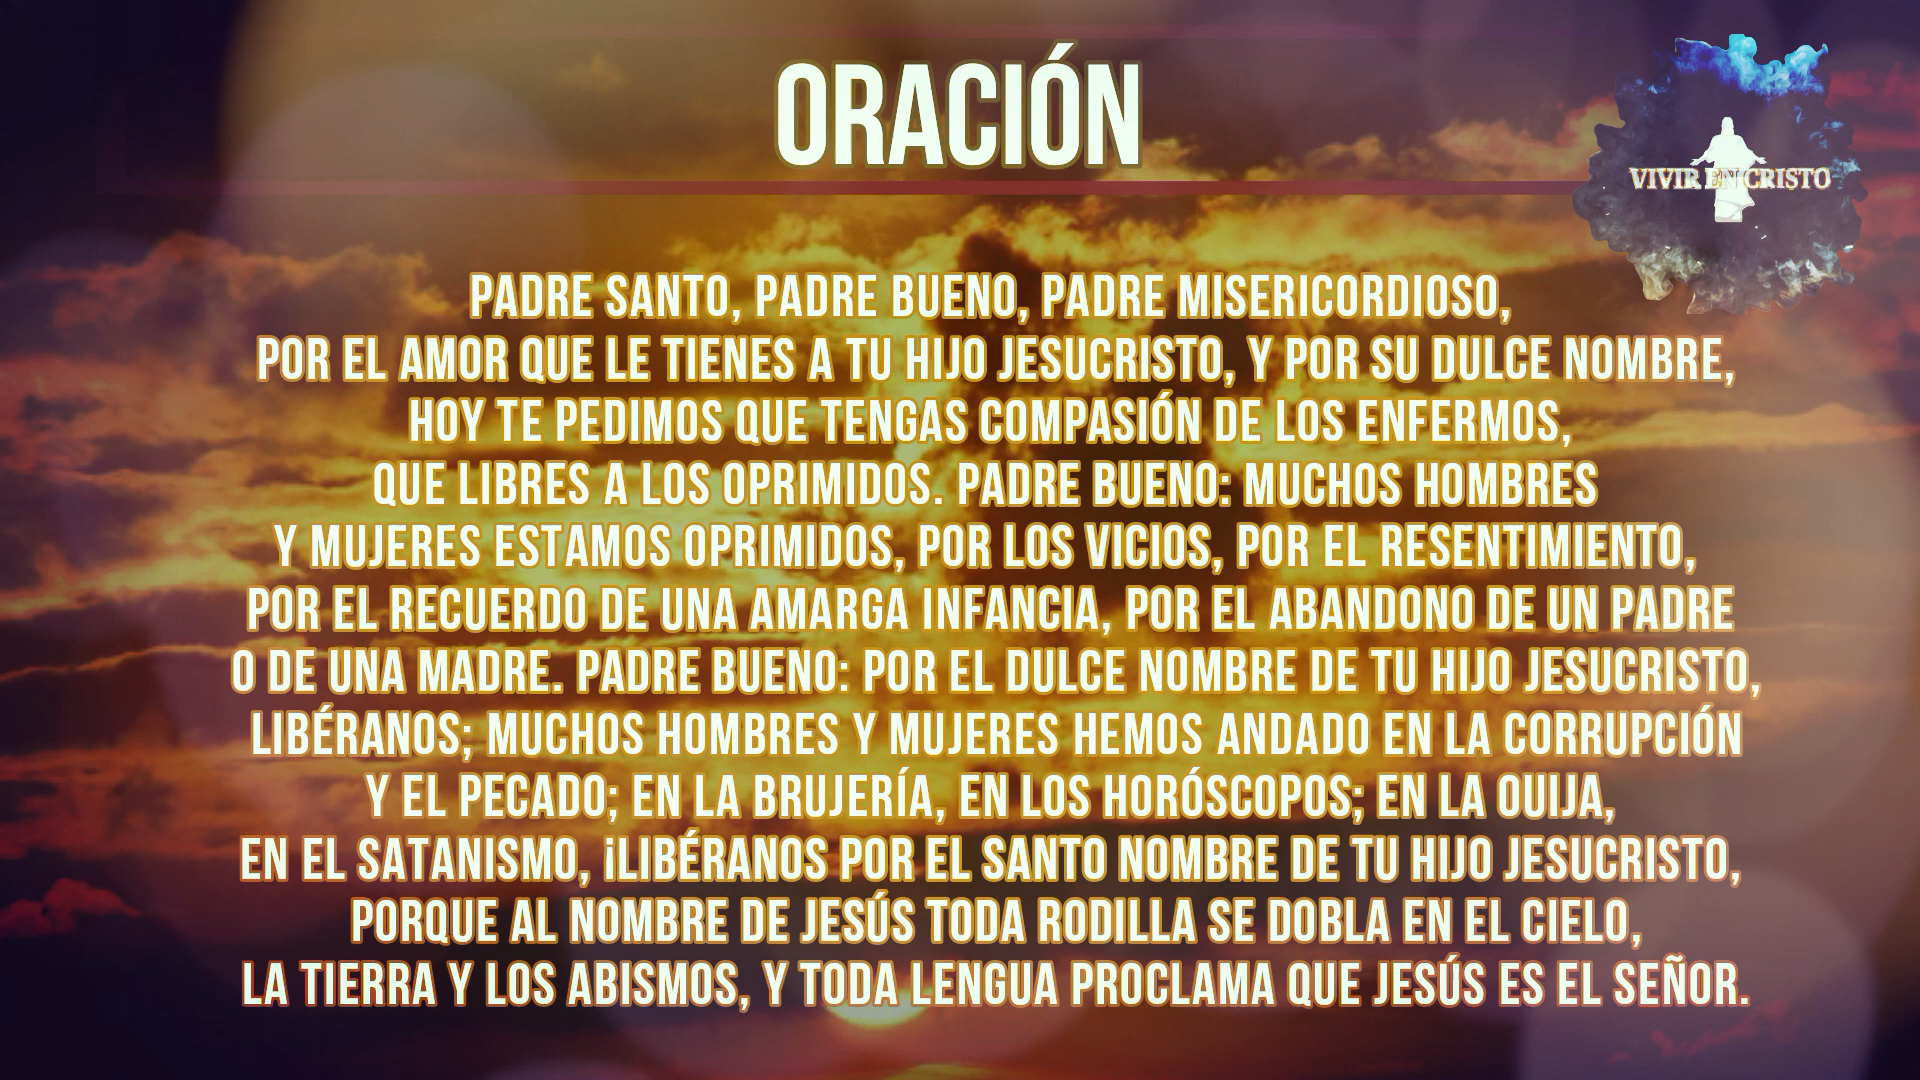 ORACIÓN
VIVIR EN CRISTO
PADRE SANTO, PADRE BUENO, PADRE MISERICORDIOSO,
POR EL AMOR QUE LE TIENES A TU HIJO JESUCRISTO, Y POR SU DULCE NOMBRE,
HOY TE PEDIMOS QUE TENGAS COMPASIÓN DE LOS ENFERMOS,
QUE LIBRES A LOS OPRIMIDOS. PADRE BUENO: MUCHOS HOMBRES
Y MUJERES ESTAMOS OPRIMIDOS, POR LOS VICIOS, POR EL RESENTIMIENTO,
POR EL RECUERDO DE UNA AMARGA INFANCIA, POR EL ABANDONO DE UN PADRE
O DE UNA MADRE. PADRE BUENO: POR EL DULCE NOMBRE DE TU HIJO JESUCRISTO,
LIBÉRANOS; MUCHOS HOMBRES Y MUJERES HEMOS ANDADO EN LA CORRUPCIÓN
Y EL PECADO; EN LA BRUJERÍA, EN LOS HORÓSCOPOS; EN LA OUIJA,
EN EL SATANISMO, ¡LIBÉRANOS POR EL SANTO NOMBRE DE TU HIJO JESUCRISTO,
PORQUE AL NOMBRE DE JESÚS TODA RODILLA SE DOBLA EN EL CIELO,
LA TIERRA Y LOS ABISMOS, Y TODA LENGUA PROCLAMA QUE JESÚS ES EL SEÑOR.